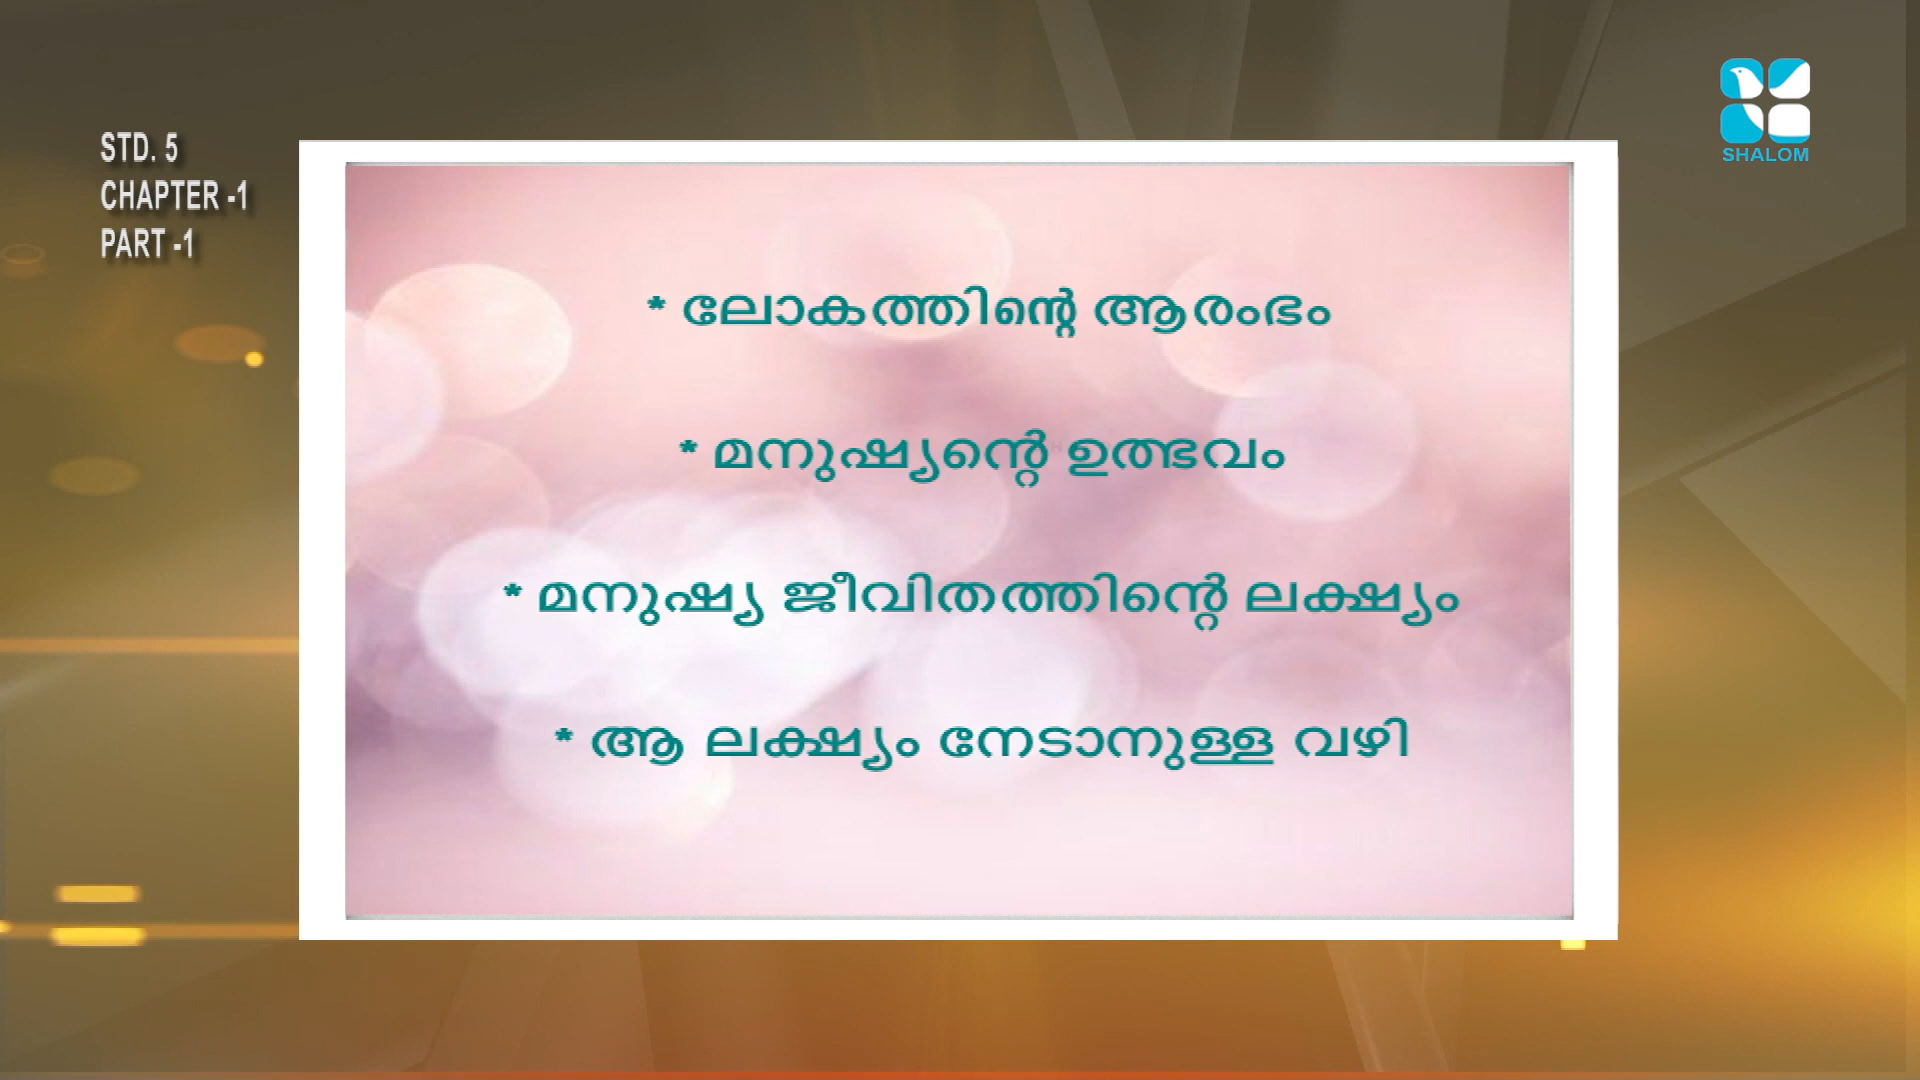 STD. 5
CHAPTER -1
PART -1
SHALOM
* ലോകത്തിന്റെ ആരംഭം
* മനുഷ്യന്റെ ഉത്ഭവം
* മനുഷ്യ ജീവിതത്തിന്റെ ലക്ഷ്യം
* ആ ലക്ഷ്യം നേടാനുള്ള വഴി